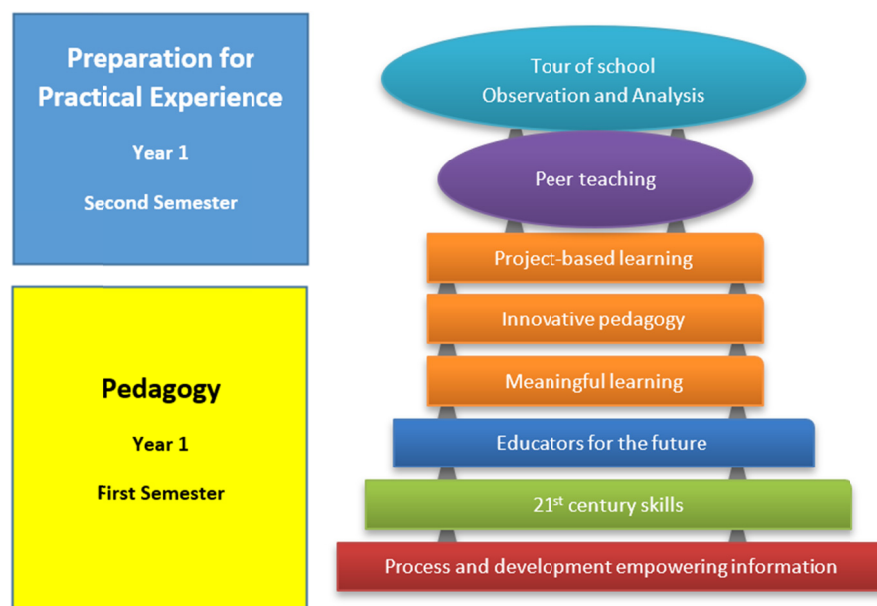 Preparation for
Practical Experience
Year 1
Second Semester
Pedagogy
Year 1
First Semester
Tour of school
Observation and Analysis
Peer teaching
Project-based learning
Innovative pedagogy
Meaningful learning
Educators for the future
21st century skills
Process and development empowering information